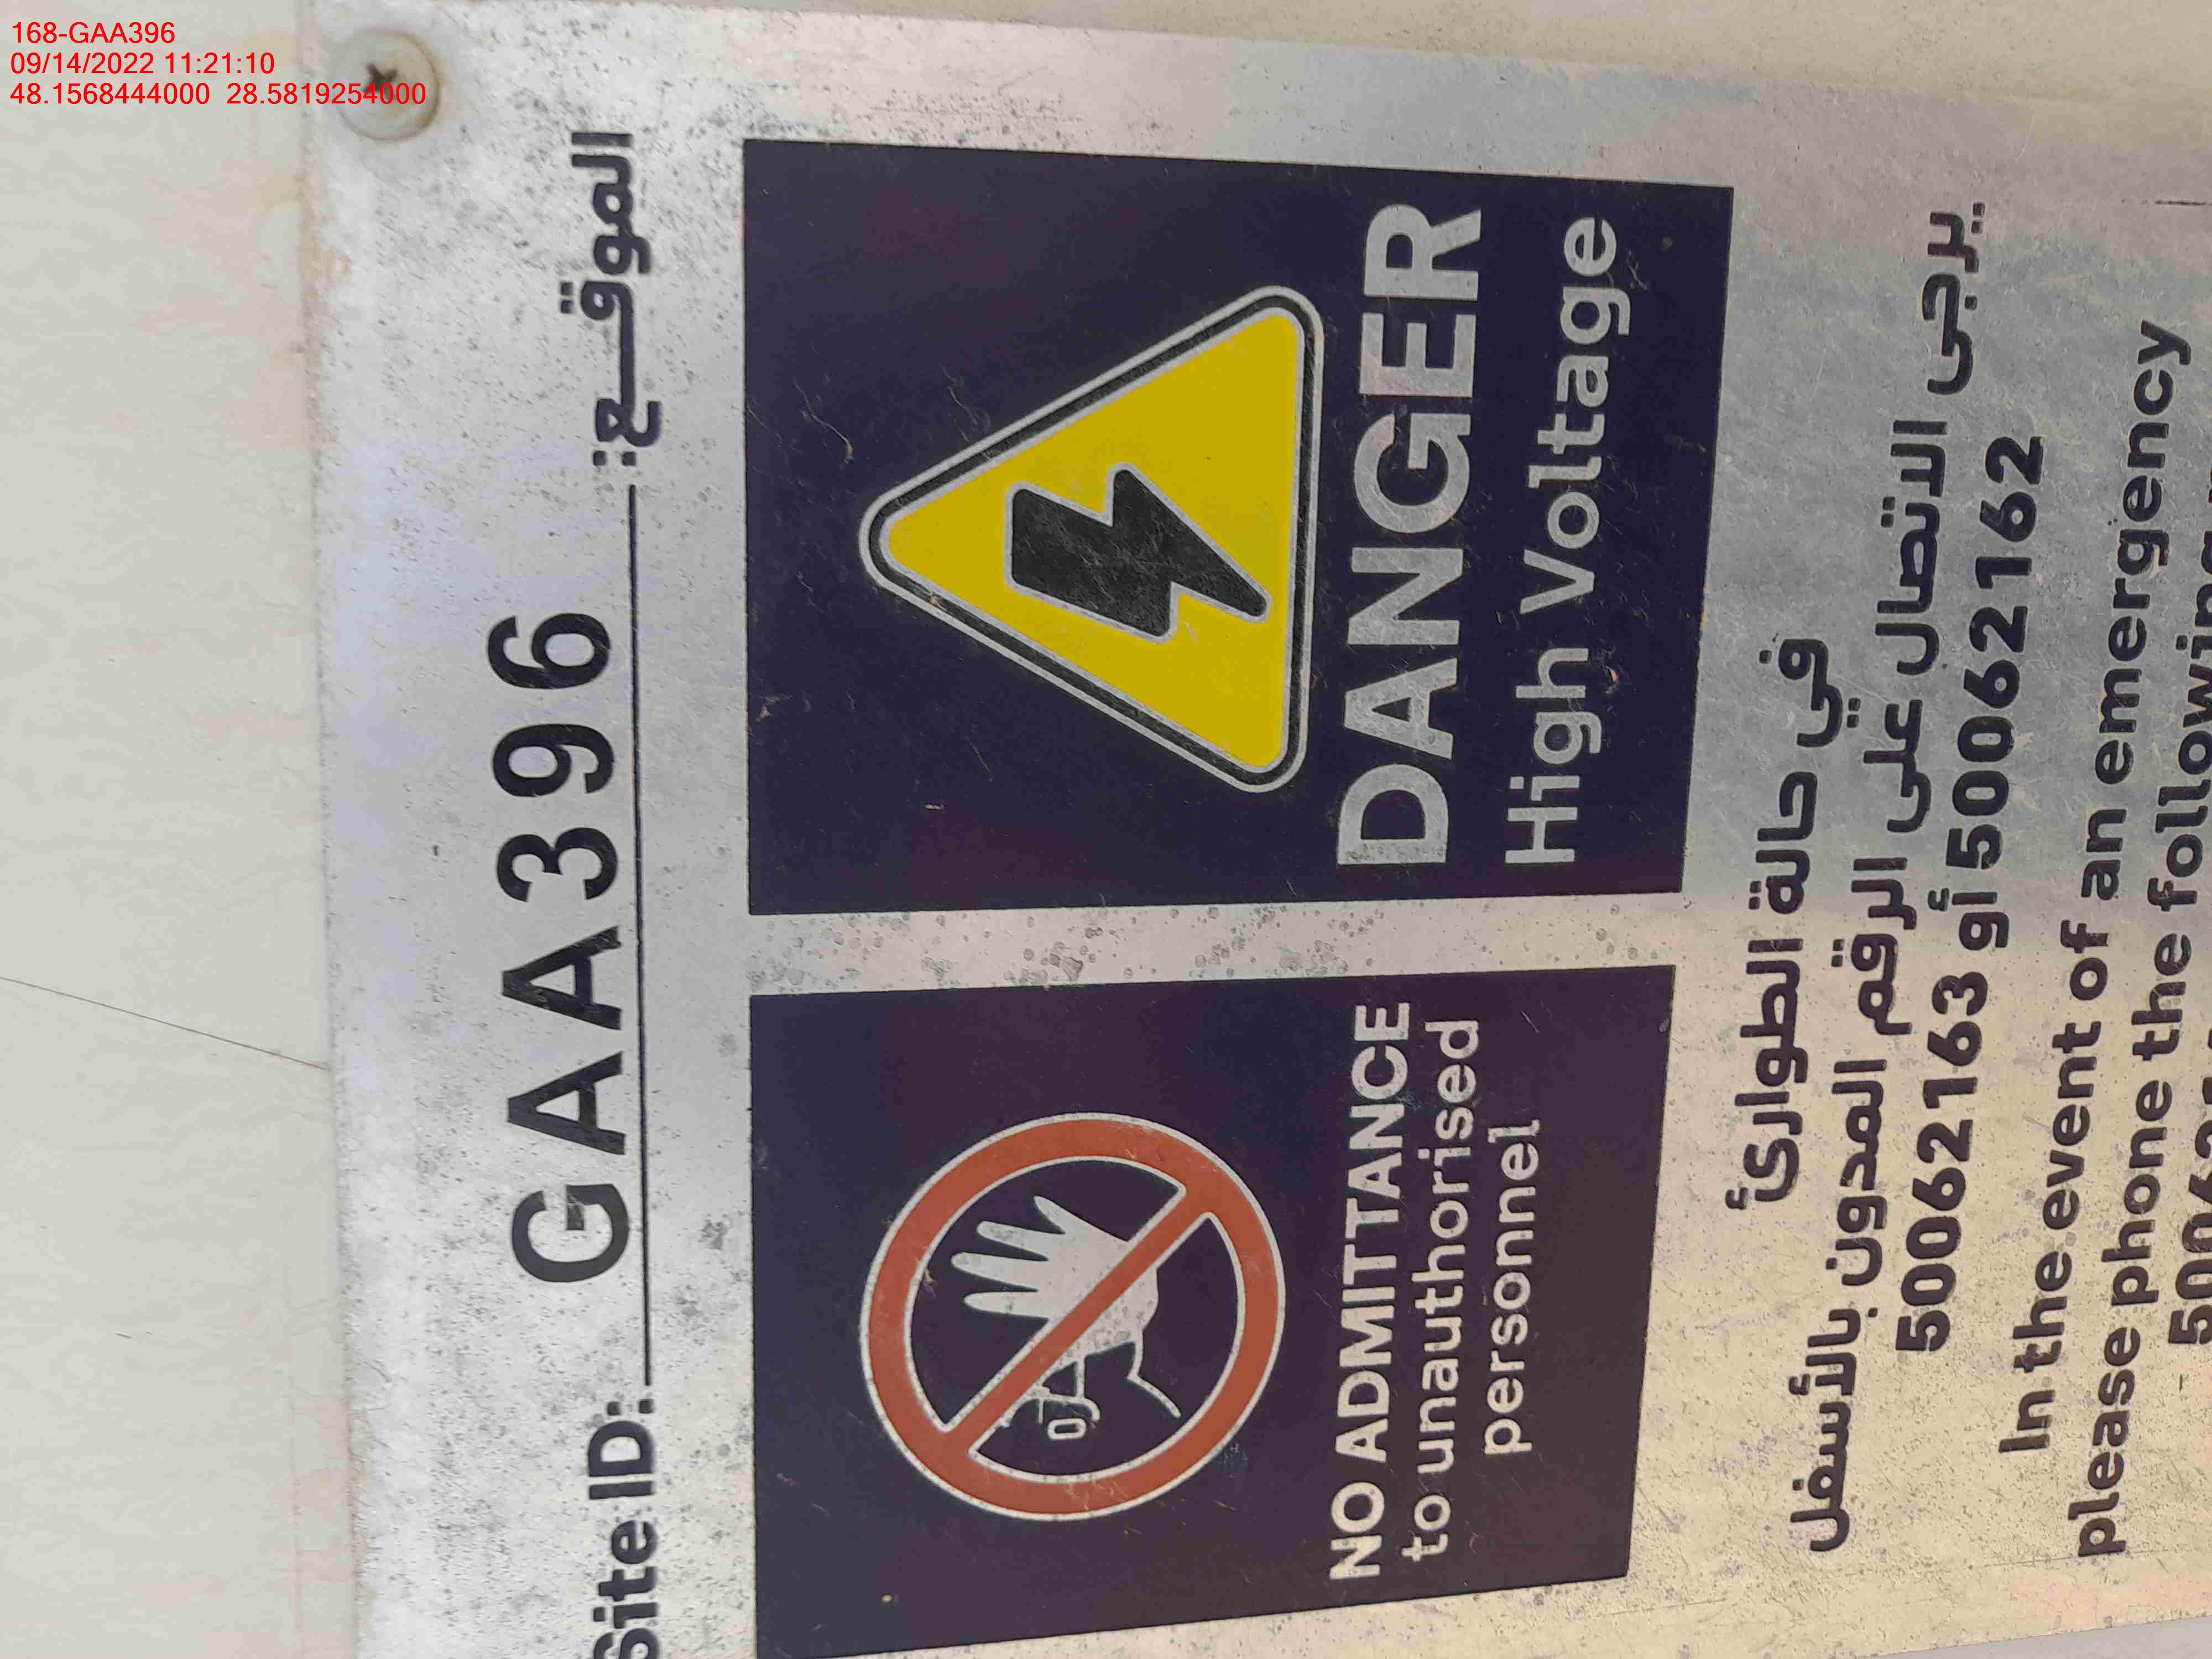 168-GAA396
09/14/2022 11:21:10
48.1568444000 28.5819254000
Site ID: GAA396 الموقـع:
NO ADMITTANCE
to unauthorised
personnel
DANGER
High Voltage
في حالة الطوارئ
يرجى الاتصال على الرقم المدون بالأسفل
50062163 أو 50062162
In the event of an emergency
please phone the following